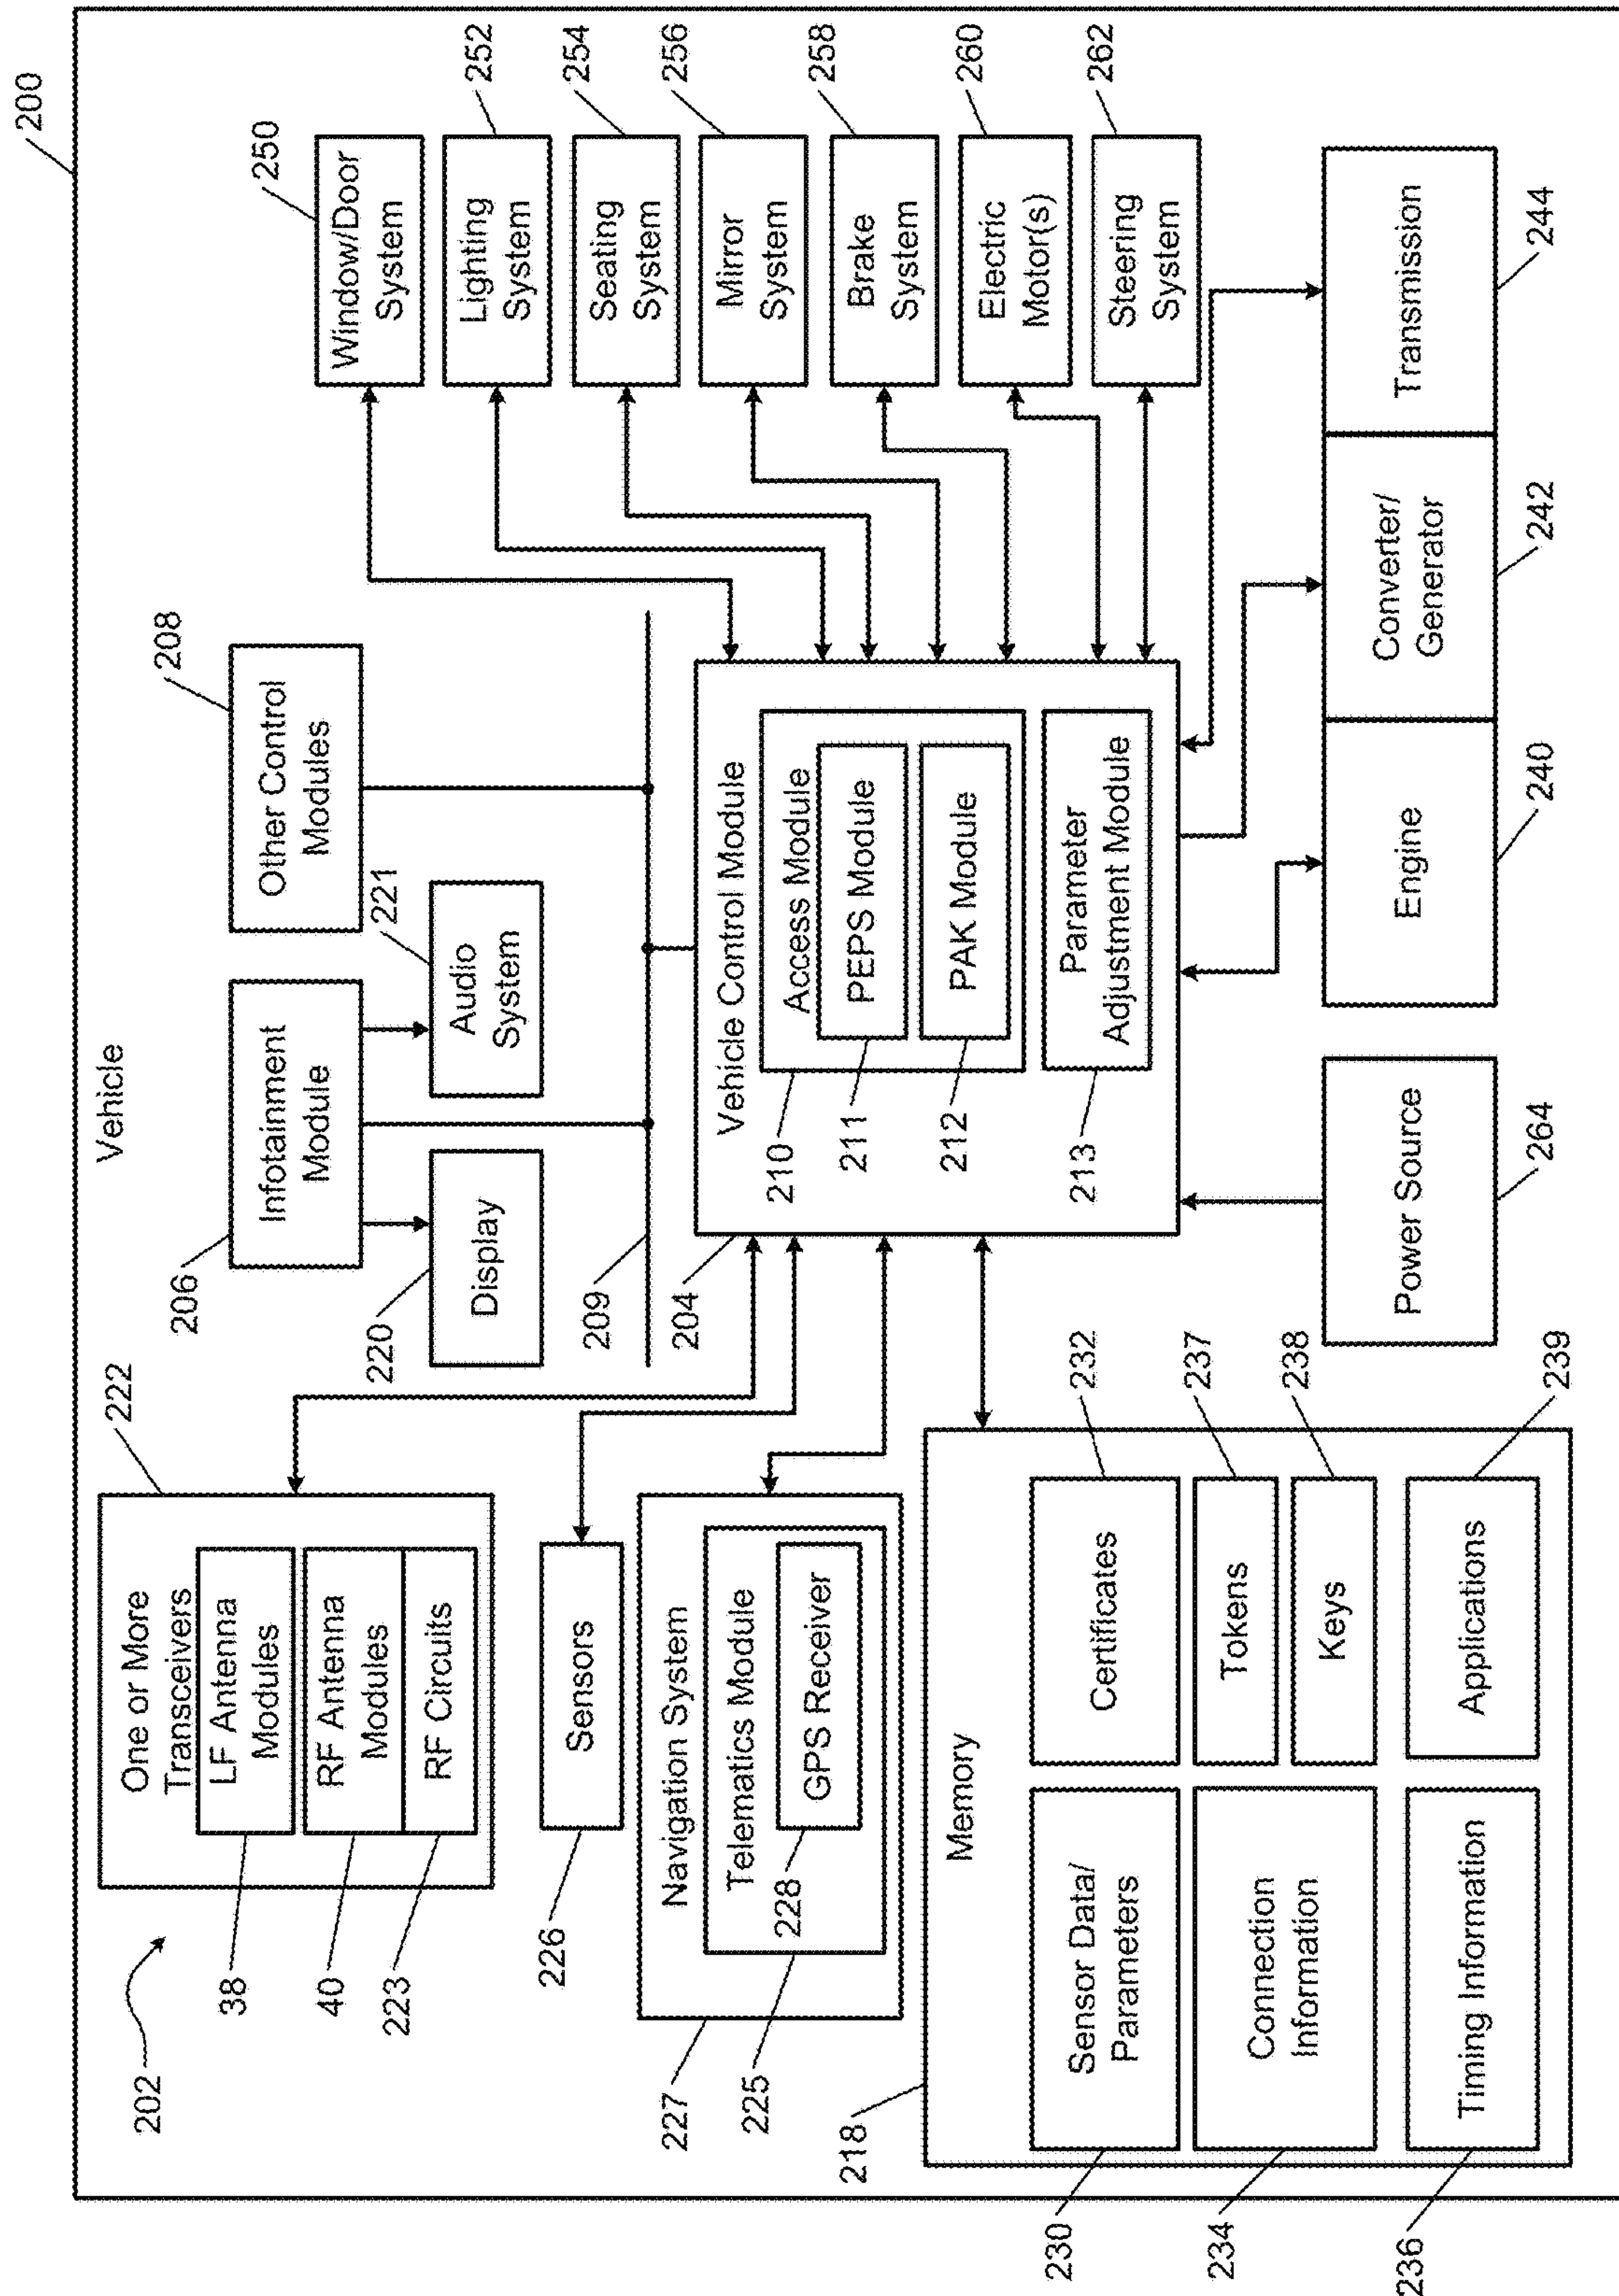 200
Vehicle
202
222
One or More
Transceivers
LF Antenna
Modules
RF Antenna
Modules
RF Circuits
38
40
223
206
Infotainment
Module
208
Other Control
Modules
220
Display
221
Audio
System
209
204
250
Window/Door
System
252
Lighting
System
254
Seating
System
256
Mirror
System
258
Brake
System
260
Electric
Motor(s)
262
Steering
System
Sensors
226
Navigation System
Telematics Module
GPS Receiver
228
225
227
Vehicle Control Module
Access Module
PEPS Module
PAK Module
Parameter
Adjustment Module
210
211
212
213
218
Memory
Sensor Data/
Parameters
Certificates
Connection
Information
Tokens
Keys
Timing Information
Applications
230
234
236
232
237
238
239
Power Source
264
Engine
240
Converter/
Generator
242
Transmission
244